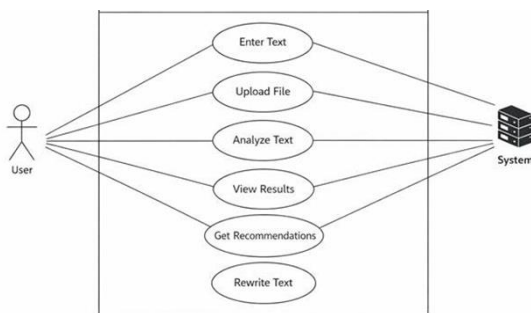 Enter Text
Upload File
Analyze Text
User
System
View Results
Get Recommendations
Rewrite Text